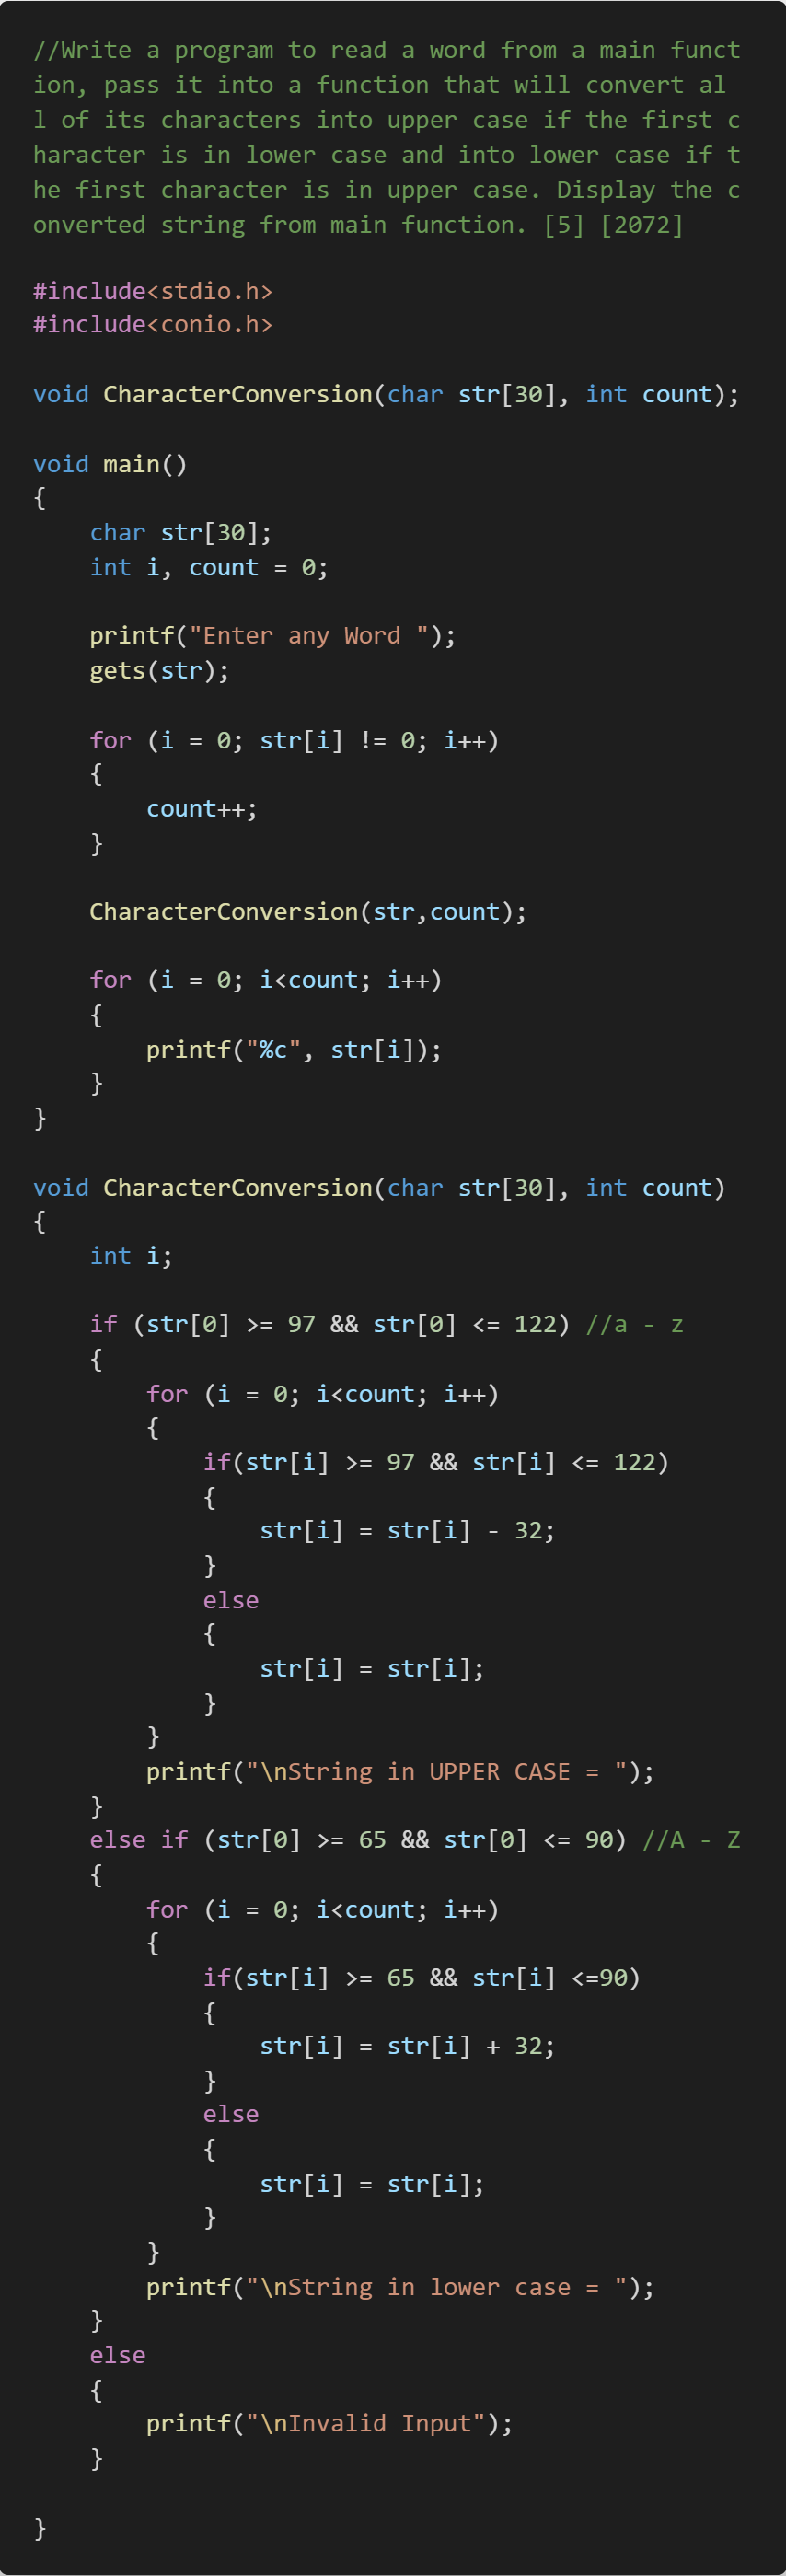 //Write a program to read a word from a main funct
ion, pass it into a function that will convert al
l of its characters into upper case if the first c
haracter is in lower case and into lower case if t
he first character is in upper case. Display the c
onverted string from main function. [5] [2072]

#include<stdio.h>
#include<conio.h>

void CharacterConversion(char str[30], int count);

void main()
{
    char str[30];
    int i, count = 0;

    printf("Enter any Word ");
    gets(str);

    for (i = 0; str[i] != 0; i++)
    {
        count++;
    }

    CharacterConversion(str,count);

    for (i = 0; i<count; i++)
    {
        printf("%c", str[i]);
    }
}

void CharacterConversion(char str[30], int count)
{
    int i;

    if (str[0] >= 97 && str[0] <= 122) //a - z
    {
        for (i = 0; i<count; i++)
        {
            if(str[i] >= 97 && str[i] <= 122)
            {
                str[i] = str[i] - 32;
            }
            else
            {
                str[i] = str[i];
            }
        }
        printf("\nString in UPPER CASE = ");
    }
    else if (str[0] >= 65 && str[0] <= 90) //A - Z
    {
        for (i = 0; i<count; i++)
        {
            if(str[i] >= 65 && str[i] <=90)
            {
                str[i] = str[i] + 32;
            }
            else
            {
                str[i] = str[i];
            }
        }
        printf("\nString in lower case = ");
    }
    else
    {
        printf("\nInvalid Input");
    }

}